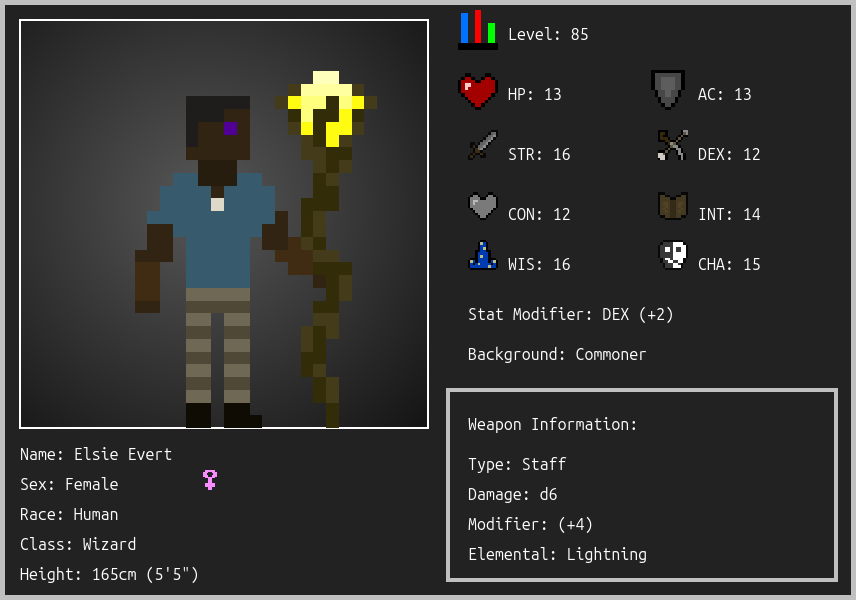 Level: 85
HP: 13
AC: 13
STR: 16
DEX: 12
CON: 12
INT: 14
WIS: 16
CHA: 15
Stat Modifier: DEX (+2)
Background: Commoner
Weapon Information:
Type: Staff
Damage: d6
Modifier: (+4)
Elemental: Lightning
Name: Elsie Evert
Sex: Female
Race: Human
Class: Wizard
Height: 165cm (5'5")